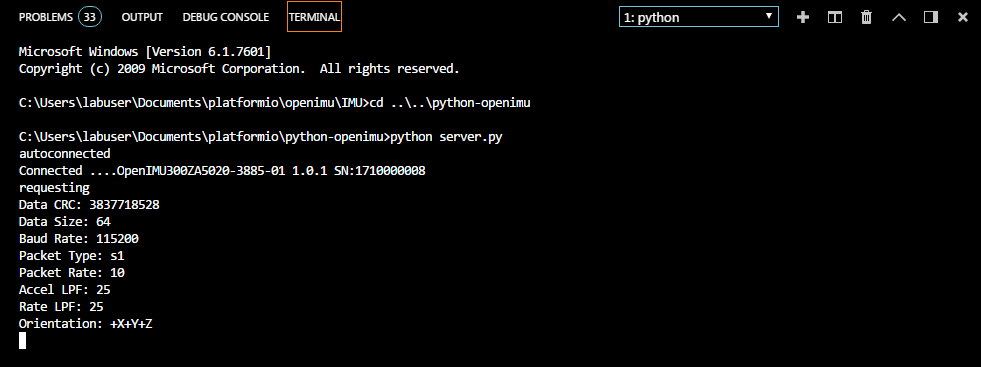 PROBLEMS 33 OUTPUT DEBUG CONSOLE TERMINAL 1: python
Microsoft Windows [Version 6.1.7601]
Copyright (c) 2009 Microsoft Corporation.  All rights reserved.
C:\Users\labuser\Documents\platformio\openimu\IMU>cd ..\..\python-openimu
C:\Users\labuser\Documents\platformio\python-openimu>python server.py
autoconnected
Connected ....OpenIMU300ZA5020-3885-01 1.0.1 SN:1710000008
requesting
Data CRC: 3837718528
Data Size: 64
Baud Rate: 115200
Packet Type: s1
Packet Rate: 10
Accel LPF: 25
Rate LPF: 25
Orientation: +X+Y+Z